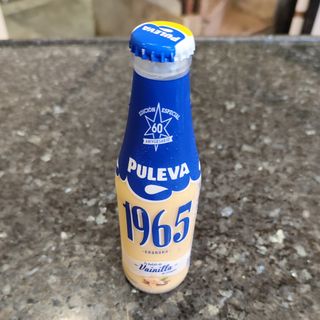 PULEVA
EDICIÓN ESPECIAL
60
ANIVERSARIO
PULEVA
1965
GRANADA
Vainilla